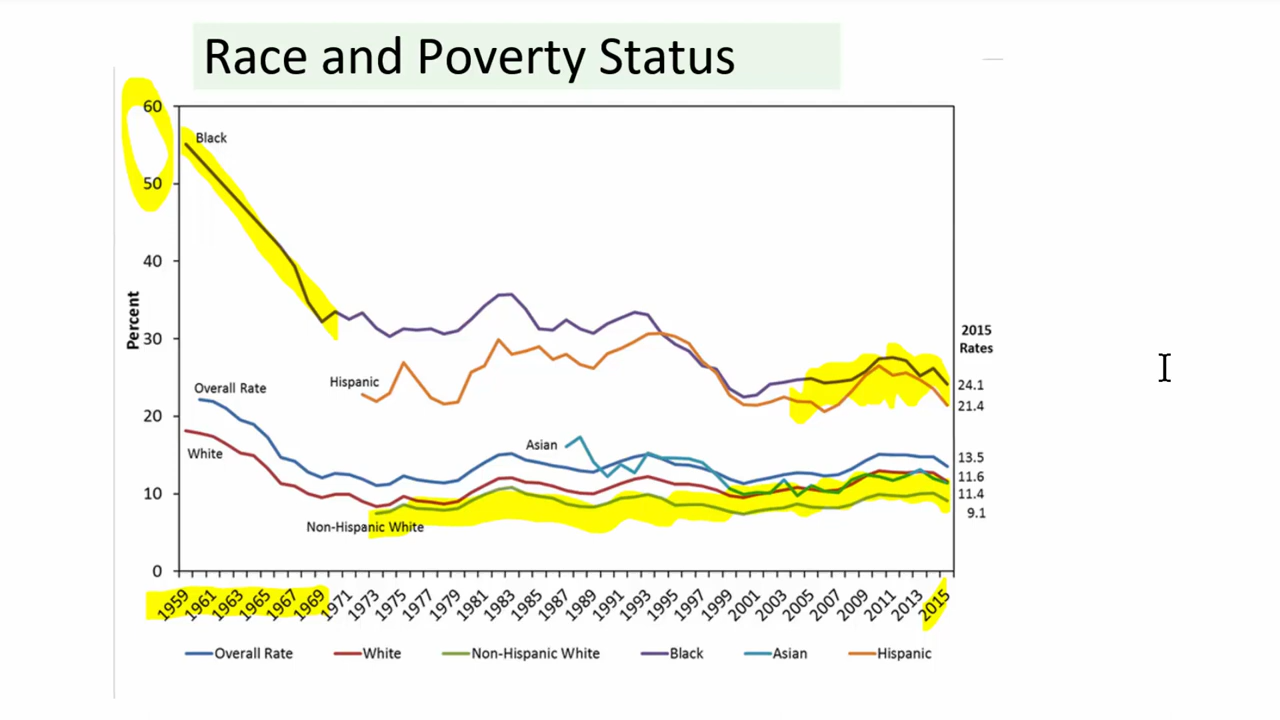 Race and Poverty Status
60
50
40
30
20
10
0
Percent
Black
Hispanic
Overall Rate
White
Asian
Non-Hispanic White
2015
Rates
24.1
21.4
13.5
11.6
11.4
9.1
1959
1961
1963
1965
1967
1969
1971
1973
1975
1977
1979
1981
1983
1985
1987
1989
1991
1993
1995
1997
1999
2001
2003
2005
2007
2009
2011
2013
2015
Overall Rate
White
Non-Hispanic White
Black
Asian
Hispanic